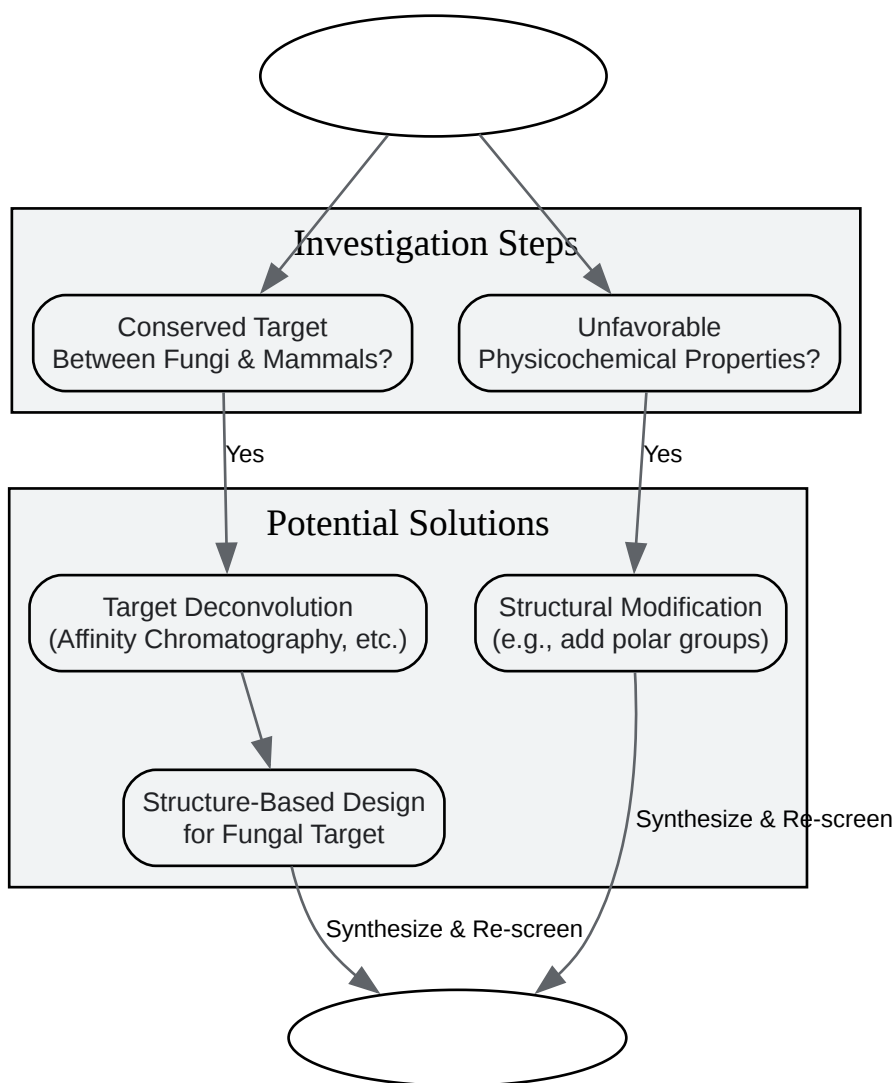 Investigation Steps
Conserved Target
Between Fungi & Mammals?
Unfavorable
Physicochemical Properties?
Yes
Yes
Potential Solutions
Target Deconvolution
(Affinity Chromatography, etc.)
Structural Modification
(e.g., add polar groups)
Structure-Based Design
for Fungal Target
Synthesize & Re-screen
Synthesize & Re-screen